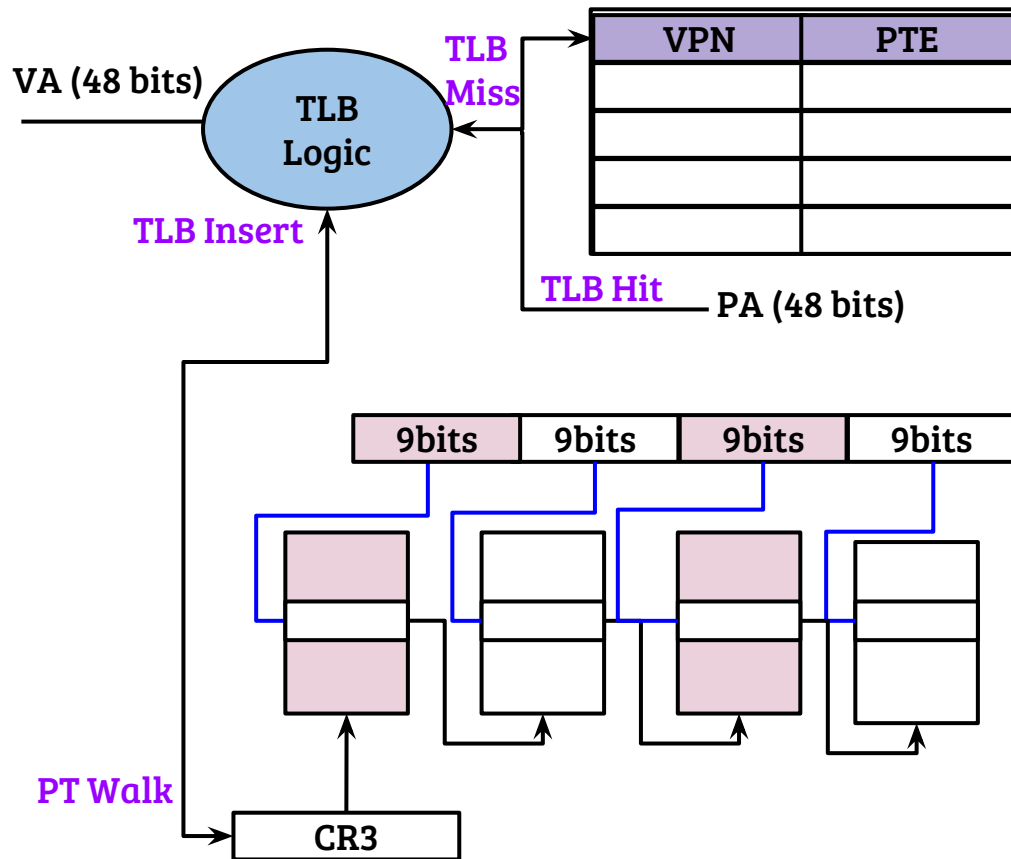 VA (48 bits)
TLB
Logic
TLB
Miss
VPN PTE
TLB Insert
TLB Hit
PA (48 bits)
9bits 9bits 9bits 9bits
PT Walk
CR3